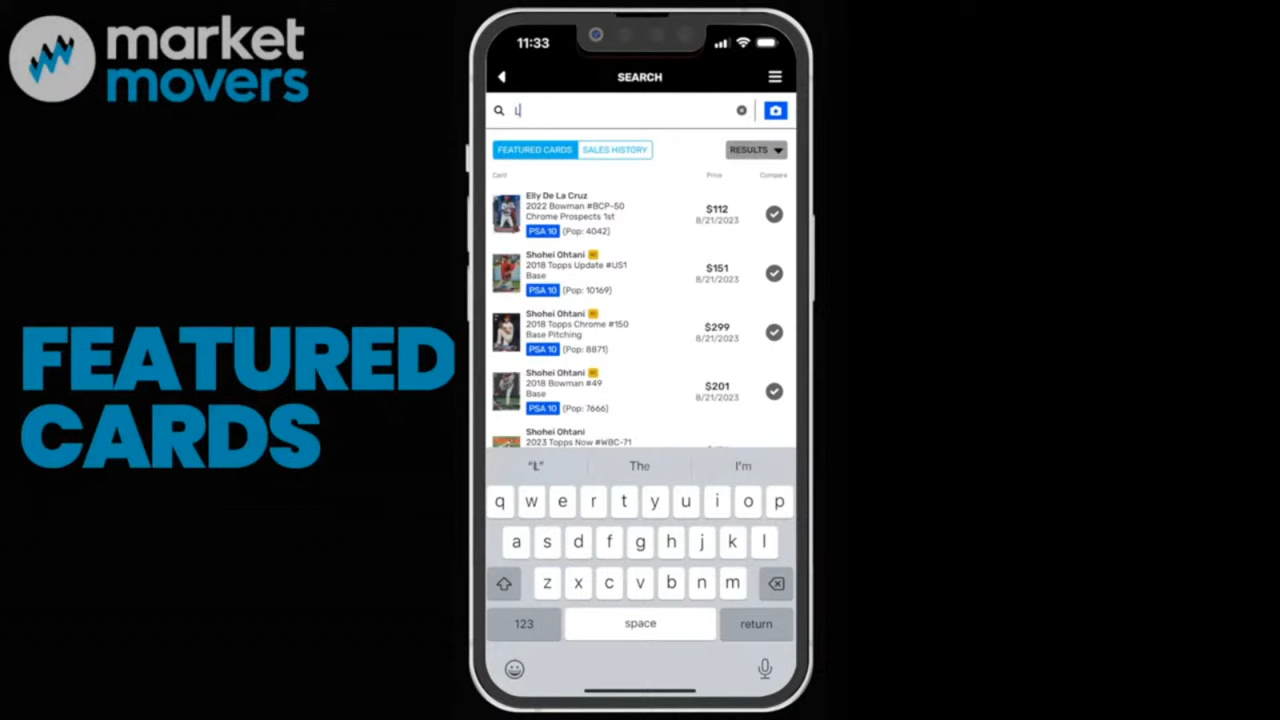 market
movers
FEATURED
CARDS
11:33
SEARCH
L
FEATURED CARDS
SALES HISTORY
RESULTS
Card
Price
Compare
Elly De La Cruz
2022 Bowman #BCP-50
Chrome Prospects 1st
PSA 10 (Pop: 4042)
$112
8/21/2023
Shohei Ohtani RC
2018 Topps Update #US1
Base
PSA 10 (Pop: 10169)
$151
8/21/2023
Shohei Ohtani RC
2018 Topps Chrome #150
Base Pitching
PSA 10 (Pop: 8871)
$299
8/21/2023
Shohei Ohtani RC
2018 Bowman #49
Base
PSA 10 (Pop: 7666)
$201
8/21/2023
Shohei Ohtani
2023 Topps Now #WBC-71
"L" The I'm
q w e r t y u i o p
a s d f g h j k l
z x c v b n m
123 space return